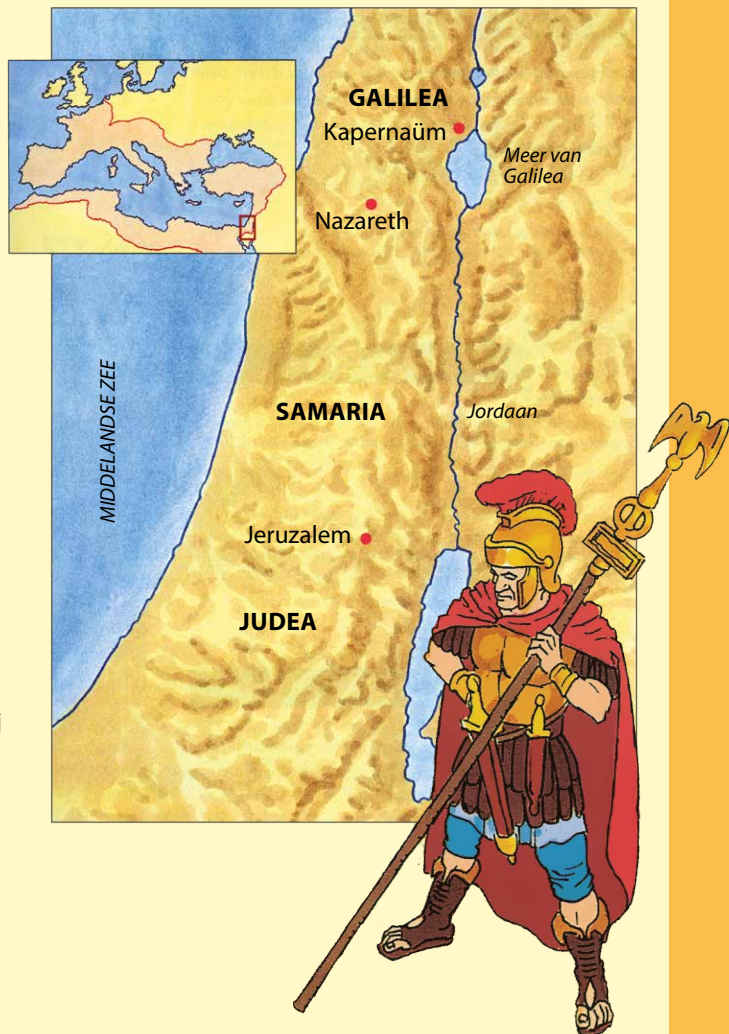 GALILEA
Kapernaüm
Meer van
Galilea
Nazareth
MIDDELANDSE ZEE
SAMARIA
Jordaan
Jeruzalem
JUDEA